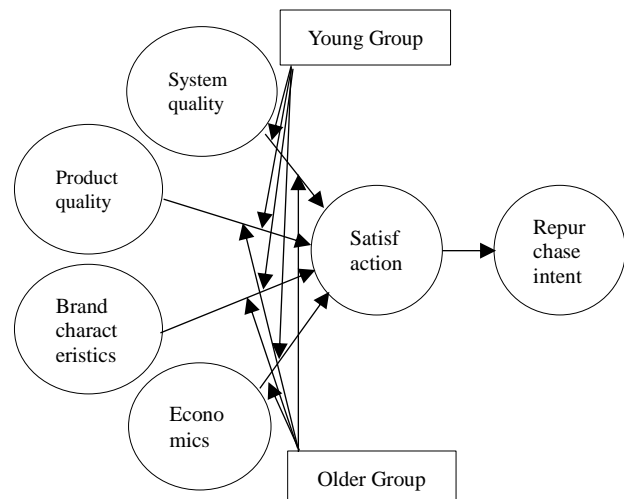 Young Group
System
quality
Product
quality
Satisf
action
Repur
chase
intent
Brand
charact
eristics
Econo
mics
Older Group